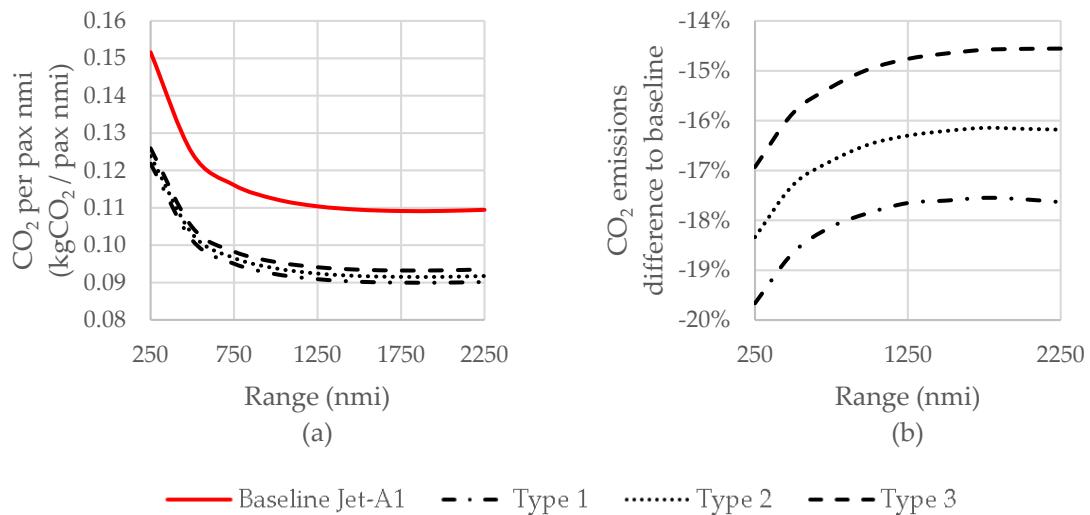 CO₂ per pax nmi
(kgCO₂ / pax nmi)
0.16
0.15
0.14
0.13
0.12
0.11
0.10
0.09
0.08
250 750 1250 1750 2250
Range (nmi)
(a)
CO₂ emissions
difference to baseline
-14%
-15%
-16%
-17%
-18%
-19%
-20%
250 1250 2250
Range (nmi)
(b)
Baseline Jet-A1 Type 1 Type 2 Type 3